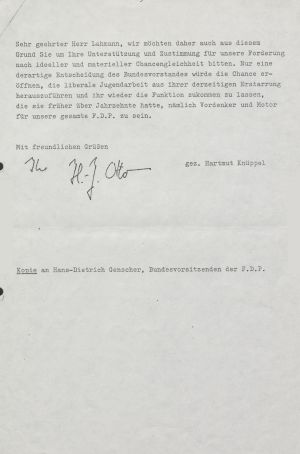 Sehr geehrter Herr Lahmann, wir möchten daher auch aus diesem
Grund Sie um Ihre Unterstützung und Zustimmung für unsere Forderung
nach ideeller und materieller Chancengleichheit bitten. Nur eine
derartige Entscheidung des Bundesvorstandes würde die Chance er-
öffnen, die liberale Jugendarbeit aus ihrer derzeitigen Erstarrung
herauszuführen und ihr wieder die Funktion zukommen zu lassen,
die sie früher über Jahrzehnte hatte, nämlich Vordenker und Motor
für unsere gesamte F.D.P. zu sein.
Mit freundlichen Grüßen
Ihr H.-J. Otto gez. Hartmut Knüppel
Kopie an Hans-Dietrich Genscher, Bundesvorsitzenden der F.D.P.